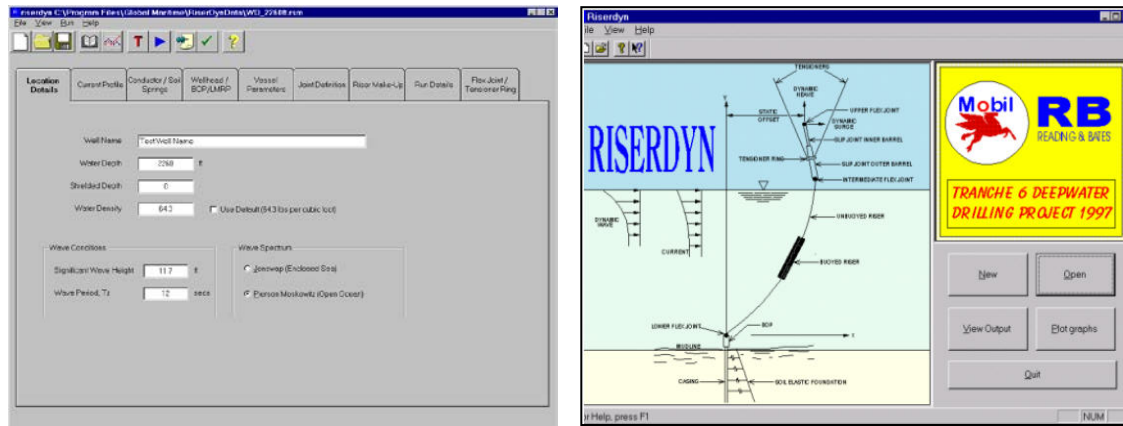 riserdyn C:\Program Files\Global Maritime\RiserDynData\WD_2260ft.rsm
File View Run Help
T
Location Details
Current Profile
Conductor / Soil Springs
Wellhead / BOP/LMRP
Vessel Parameters
Joint Definition
Riser Make-Up
Run Details
Flex Joint / Tensioner Ring
Well Name Test Well Name
Water Depth 2260 ft
Shielded Depth 0
Water Density 64.3 Use Default (64.3 lbs per cubic foot)
Wave Conditions
Significant Wave Height 11.7 ft
Wave Period, Tz 12 secs
Wave Spectrum
Jonswap (Enclosed Sea)
Pierson Moskowitz (Open Ocean)
Riserdyn
ile View Help
TENSIONERS
DYNAMIC
HEAVE
Y
STATIC
OFFSET
UPPER FLEX JOINT
DYNAMIC
SURGE
SLIP JOINT INNER BARREL
RISERDYN
TENSIONER RING
SLIP JOINT OUTER BARREL
INTERMEDIATE FLEX JOINT
DYNAMIC
WAVE
CURRENT
UNBUOYED RISER
BUOYED RISER
LOWER FLEX JOINT
BOP
X
MUDLINE
CASING
SOIL ELASTIC FOUNDATION
Mobil
RB
READING & BATES
TRANCHE 6 DEEPWATER
DRILLING PROJECT 1997
New
Open
View Output
Plot graphs
Quit
or Help, press F1
NUM